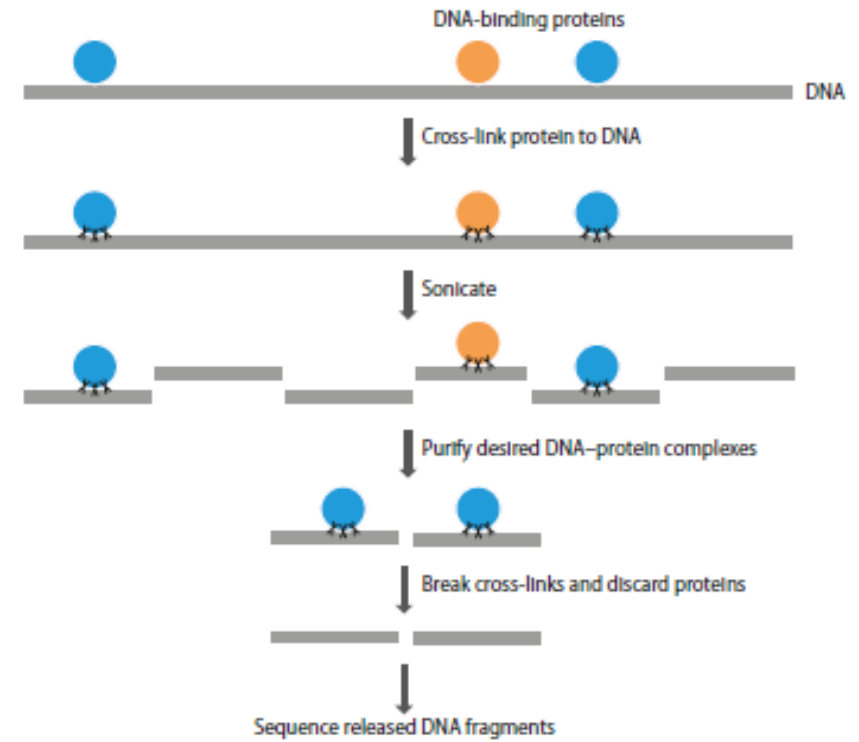 DNA-binding proteins
DNA
Cross-link protein to DNA
Sonicate
Purify desired DNA–protein complexes
Break cross-links and discard proteins
Sequence released DNA fragments